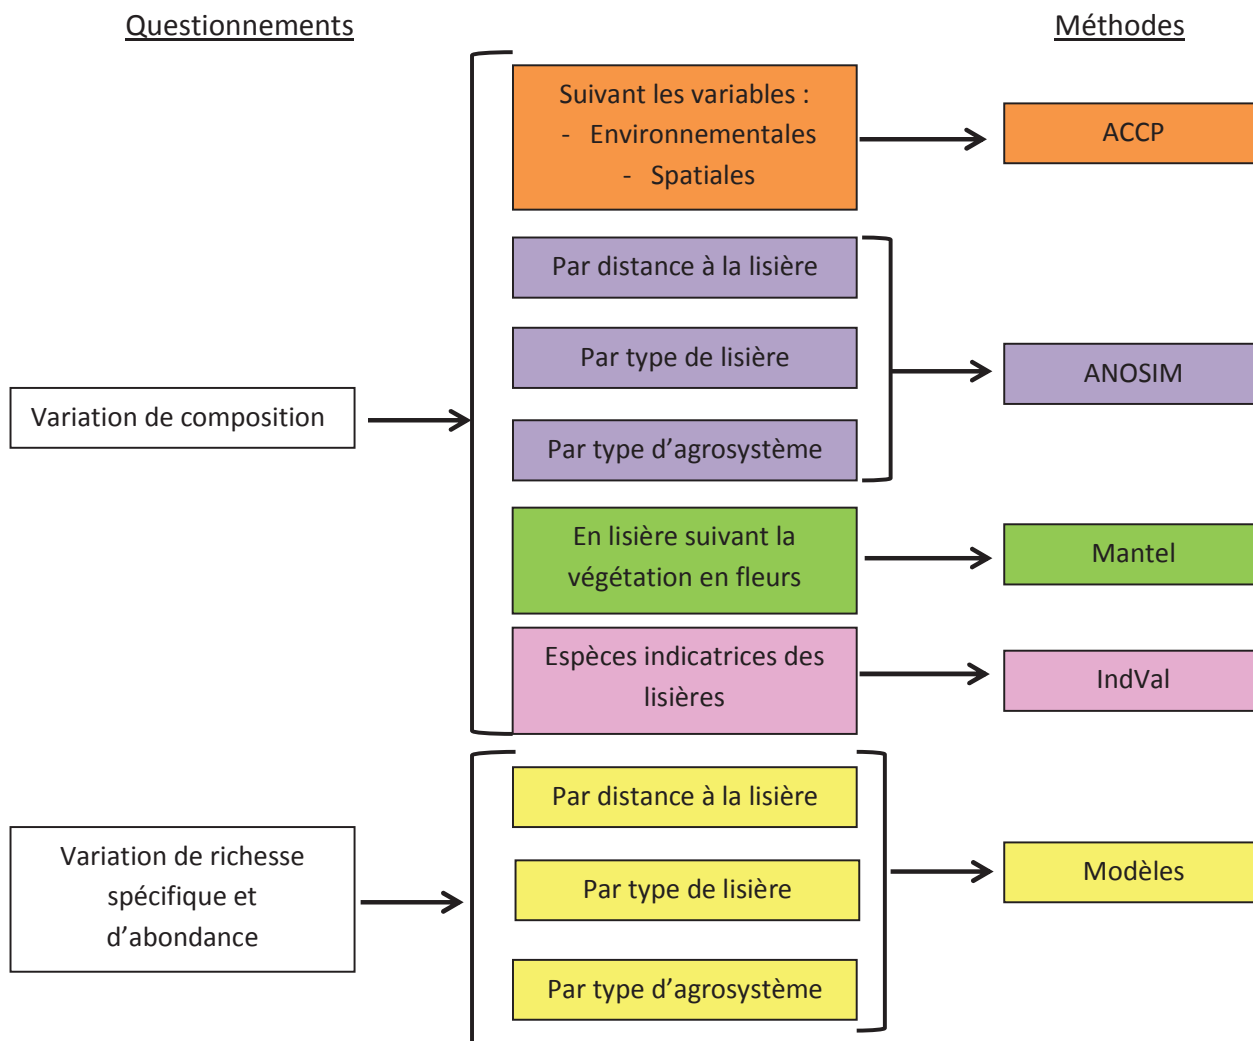 Questionnements
Méthodes
Suivant les variables :
- Environnementales
- Spatiales
ACCP
Par distance à la lisière
Par type de lisière
Par type d’agrosystème
ANOSIM
Variation de composition
En lisière suivant la
végétation en fleurs
Mantel
Espèces indicatrices des
lisières
IndVal
Par distance à la lisière
Par type de lisière
Par type d’agrosystème
Variation de richesse
spécifique et
d’abondance
Modèles